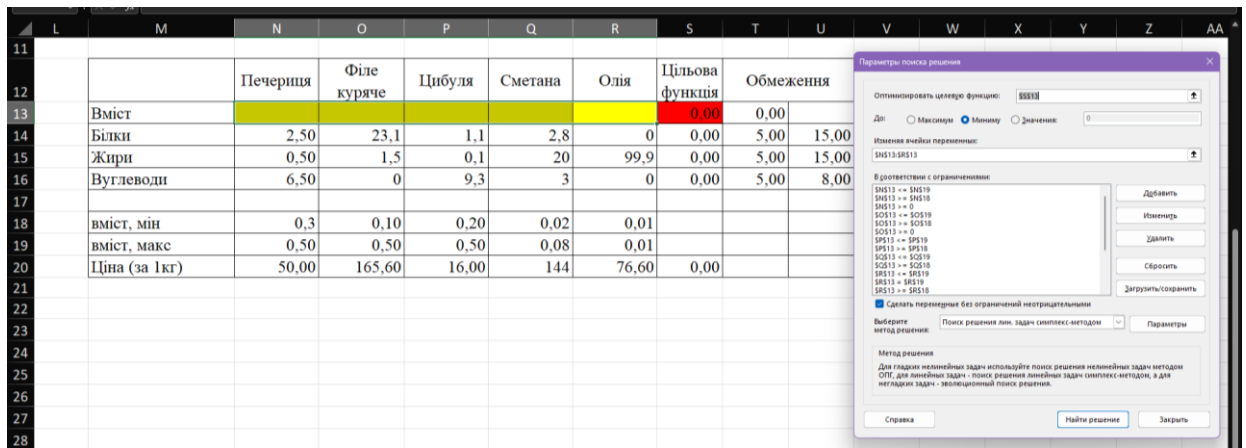 L M N O P Q R S T U V W X Y Z AA
11
12 Печериця Філе куряче Цибуля Сметана Олія Цільова функція Обмеження
13 Вміст 0,00 0,00
14 Білки 2,50 23,1 1,1 2,8 0 0,00 5,00 15,00
15 Жири 0,50 1,5 0,1 20 99,9 0,00 5,00 15,00
16 Вуглеводи 6,50 0 9,3 3 0 0,00 5,00 8,00
17
18 вміст, мін 0,3 0,10 0,20 0,02 0,01
19 вміст, макс 0,50 0,50 0,50 0,08 0,01
20 Ціна (за 1кг) 50,00 165,60 16,00 144 76,60 0,00
21
22
23
24
25
26
27
28
Параметры поиска решения
Оптимизировать целевую функцию: $S$13
До: Максимум Минимум Значения: 0
Изменяя ячейки переменных:
$N$13:$R$13
В соответствии с ограничениями:
$N$13 <= $N$19
$N$13 >= $N$18
$N$13 >= 0
$O$13 <= $O$19
$O$13 >= $O$18
$O$13 >= 0
$P$13 <= $P$19
$P$13 >= $P$18
$Q$13 <= $Q$19
$Q$13 >= $Q$18
$R$13 <= $R$19
$R$13 = $R$19
$R$13 >= $R$18
Добавить
Изменить
Удалить
Сбросить
Загрузить/сохранить
Сделать переменные без ограничений неотрицательными
Выберите метод решения:
Поиск решения лин. задач симплекс-методом
Параметры
Метод решения
Для гладких нелинейных задач используйте поиск решения нелинейных задач методом
ОПГ, для линейных задач - поиск решения линейных задач симплекс-методом, а для
негладких задач - эволюционный поиск решения.
Справка
Найти решение
Закрыть